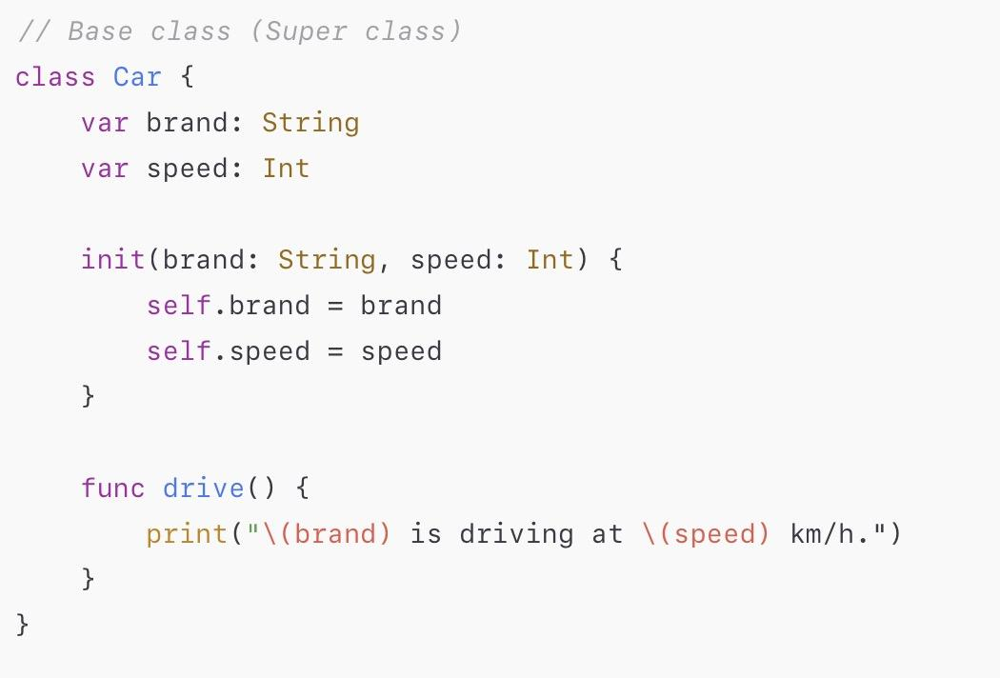 // Base class (Super class)
class Car {
    var brand: String
    var speed: Int

    init(brand: String, speed: Int) {
        self.brand = brand
        self.speed = speed
    }

    func drive() {
        print("\(brand) is driving at \(speed) km/h.")
    }
}